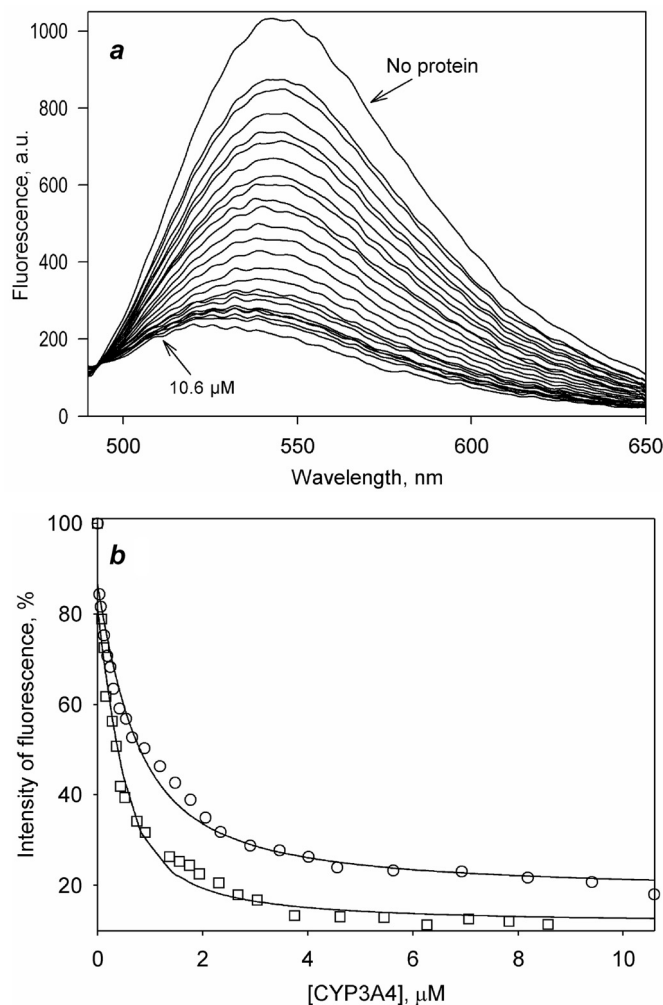 a
No protein
1000
800
600
400
200
0
10.6 µM
500
550
600
650
Fluorescence, a.u.
Wavelength, nm
b
100
80
60
40
20
0
2
4
6
8
10
Intensity of fluorescence, %
[CYP3A4], µM